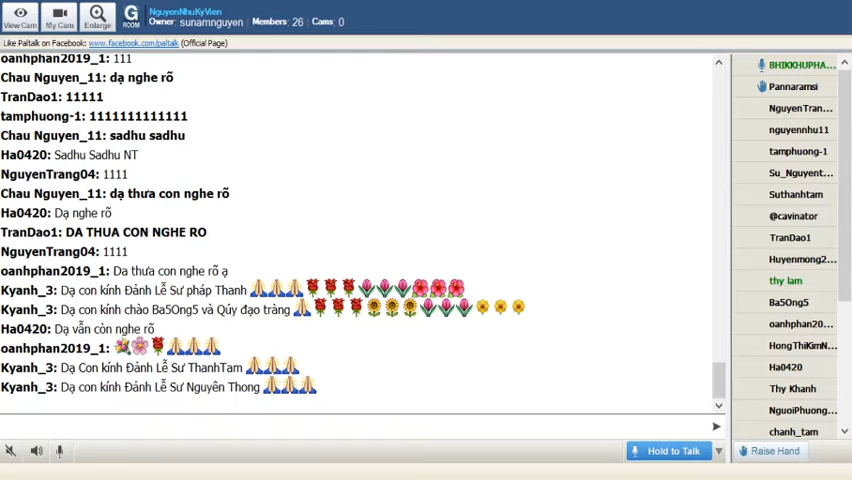 View Cam
My Cam
Enlarge
G
ROOM
NguyenNhuKyVien
Owner: sunamnguyen Members: 26 Cams: 0
Like Paltalk on Facebook: www.facebook.com/paltalk (Official Page)
oanhphan2019_1: 111
Chau Nguyen_11: dạ nghe rõ
TranDao1: 11111
tamphuong-1: 1111111111111
Chau Nguyen_11: sadhu sadhu
Ha0420: Sadhu Sadhu NT
NguyenTrang04: 1111
Chau Nguyen_11: dạ thưa con nghe rõ
Ha0420: Dạ nghe rõ
TranDao1: DA THUA CON NGHE RO
NguyenTrang04: 1111
oanhphan2019_1: Da thưa con nghe rõ ạ
Kyanh_3: Dạ con kính Đảnh Lễ Sư pháp Thanh
Kyanh_3: Dạ con kính chào Ba5Ong5 và Qúy đạo tràng
Ha0420: Dạ vẫn còn nghe rõ
oanhphan2019_1:
Kyanh_3: Dạ Con kính Đảnh Lễ Sư ThanhTam
Kyanh_3: Dạ con kính Đảnh Lễ Sư Nguyên Thong
BHIKKHUPHA...
Pannaramsi
NguyenTran...
nguyennhu11
tamphuong-1
Su_Nguyent...
Suthanhtam
@cavinator
TranDao1
Huyenmong2...
thy lam
Ba5Ong5
oanhphan20...
HongThiKimN...
Ha0420
Thy Khanh
NguoiPhuong...
chanh_tam
Hold to Talk
Raise Hand